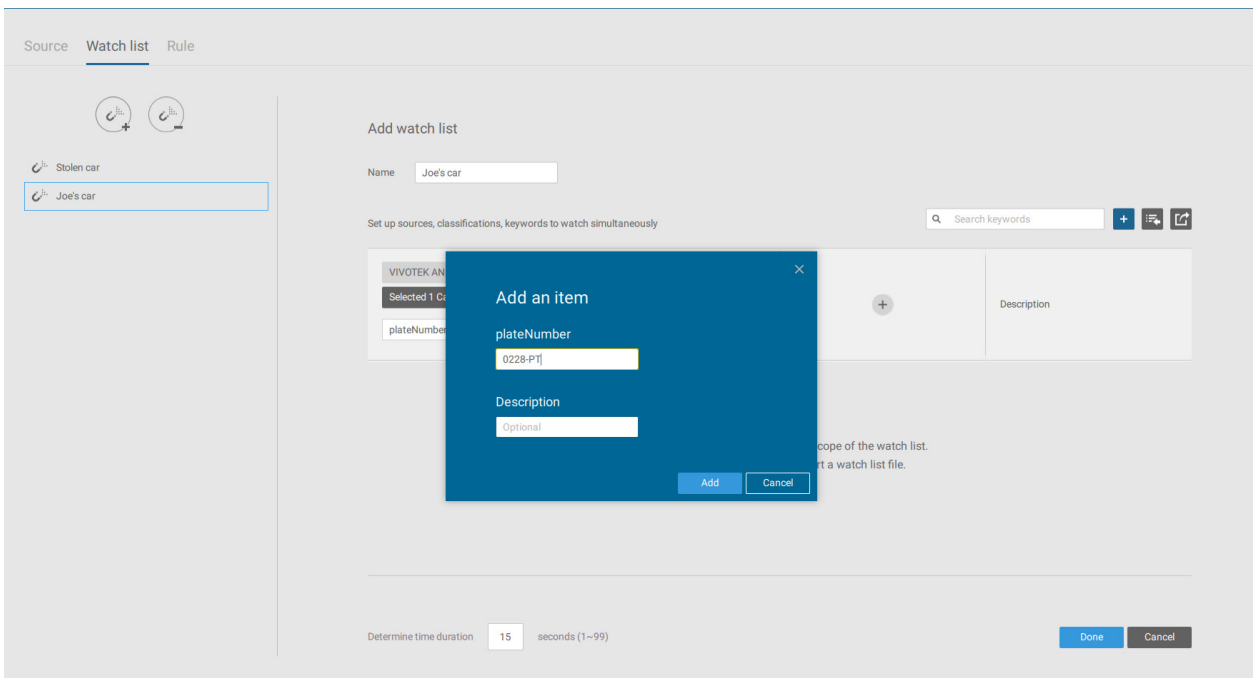 Source Watch list Rule
Stolen car
Joe's car
Add watch list
Name Joe's car
Set up sources, classifications, keywords to watch simultaneously
Search keywords
VIVOTEK AN
Selected 1 Ca
plateNumber
Description
Add an item
plateNumber
0228-PT
Description
Optional
Add Cancel
cope of the watch list.
rt a watch list file.
Determine time duration 15 seconds (1~99)
Done Cancel